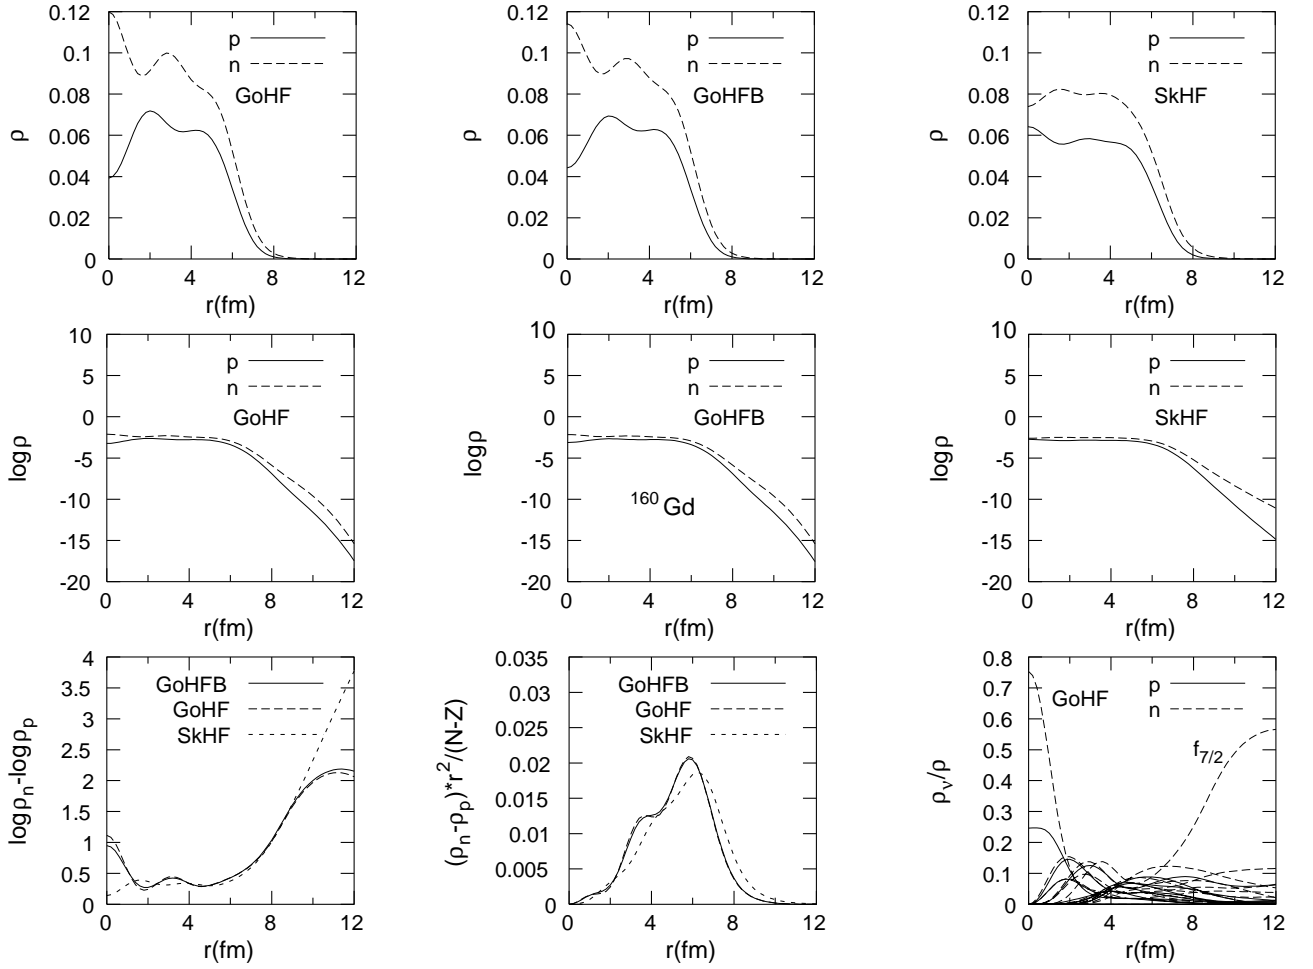 0.12
0.1
0.08
0.06
0.04
0.02
0
ρ
p
n
GoHF
0 4 8 12
r(fm)
0.12
0.1
0.08
0.06
0.04
0.02
0
ρ
p
n
GoHFB
0 4 8 12
r(fm)
0.12
0.1
0.08
0.06
0.04
0.02
0
ρ
p
n
SkHF
0 4 8 12
r(fm)
10
5
0
-5
-10
-15
-20
logρ
p
n
GoHF
0 4 8 12
r(fm)
10
5
0
-5
-10
-15
-20
logρ
p
n
GoHFB
160Gd
0 4 8 12
r(fm)
10
5
0
-5
-10
-15
-20
logρ
p
n
SkHF
0 4 8 12
r(fm)
4
3.5
3
2.5
2
1.5
1
0.5
0
logρn-logρp
GoHFB
GoHF
SkHF
0 4 8 12
r(fm)
0.035
0.03
0.025
0.02
0.015
0.01
0.005
0
(ρn-ρp)*r2/(N-Z)
GoHFB
GoHF
SkHF
0 4 8 12
r(fm)
0.8
0.7
0.6
0.5
0.4
0.3
0.2
0.1
0
ρν/ρ
GoHF
p
n
f7/2
0 4 8 12
r(fm)